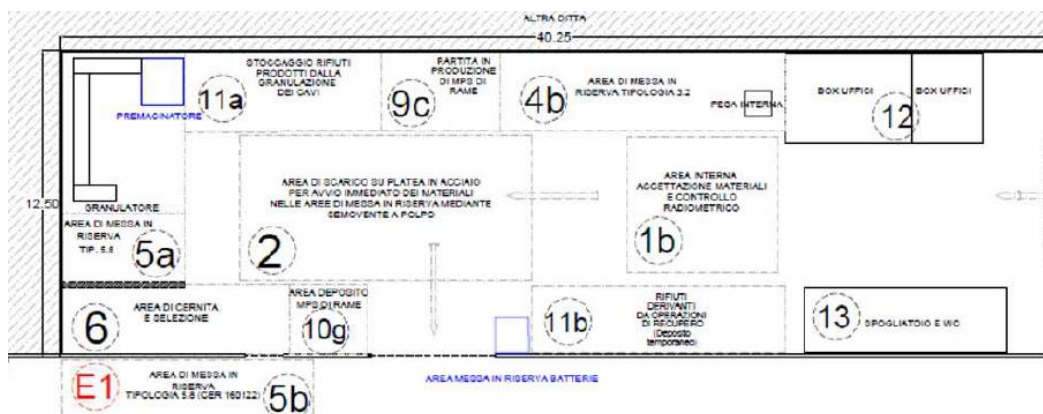 ALTRA DITTA
40.25
STOCCAGGIO RIFIUTI
PRODOTTI DALLA
GRANULAZIONE
DEI CAVI
11a
PREMACINATORE
PARTITA IN
PRODUZIONE
DI MPS DI
RAME
9c
AREA DI MESSA IN
RISERVA TIPOLOGIA 3.2
4b
PESA INTERNA
BOX UFFICI
BOX UFFICI
12
12.50
GRANULATORE
AREA DI MESSA IN
RISERVA
TIP. 5.8
5a
AREA DI SCARICO SU PLATEA IN ACCIAIO
PER AVVIO IMMEDIATO DEI MATERIALI
NELLE AREE DI MESSA IN RISERVA MEDIANTE
SEMOVENTE A POLPO
2
AREA INTERNA
ACCETTAZIONE MATERIALI
E CONTROLLO
RADIOMETRICO
1b
6
AREA DI CERNITA
E SELEZIONE
AREA DEPOSITO
MPS DI RAME
10g
11b
RIFIUTI
DERIVANTI
DA OPERAZIONI
DI RECUPERO
(Deposito
temporaneo)
13
SPOGLIATOIO E WC
E1
AREA DI MESSA IN
RISERVA
TIPOLOGIA 5.8 (CER 160122)
5b
AREA MESSA IN RISERVA BATTERIE